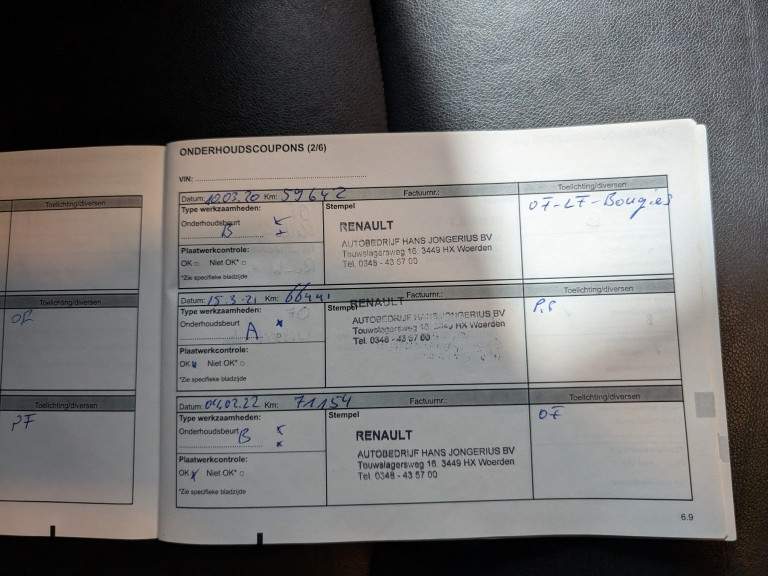 ONDERHOUDSCOUPONS (2/6)
VIN:
Toelichting/diversen
Toelichting/diversen
OF
Toelichting/diversen
PF
Datum: 10.03.20 Km: 59642 Factuurnr.: Toelichting/diversen
Type werkzaamheden: Stempel
Onderhoudsbeurt
B
OF-LF-Bougies
Plaatwerkcontrole:
OK Niet OK*
*Zie specifieke bladzijde
RENAULT
AUTOBEDRIJF HANS JONGERIUS BV
Touwslagersweg 16, 3449 HX Woerden
Tel. 0348 - 43 57 00
Datum: 15.3.21 Km: Factuurnr.: Toelichting/diversen
Type werkzaamheden: Stempel
Onderhoudsbeurt
A
Plaatwerkcontrole:
OK Niet OK*
*Zie specifieke bladzijde
RENAULT
AUTOBEDRIJF HANS JONGERIUS BV
Touwslagersweg 16, 3449 HX Woerden
Tel. 0348 - 43 57 00
Datum: 04.02.22 Km: 71154 Factuurnr.: Toelichting/diversen
Type werkzaamheden: Stempel
Onderhoudsbeurt
B
OF
Plaatwerkcontrole:
OK Niet OK*
*Zie specifieke bladzijde
RENAULT
AUTOBEDRIJF HANS JONGERIUS BV
Touwslagersweg 16, 3449 HX Woerden
Tel. 0348 - 43 57 00
6.9